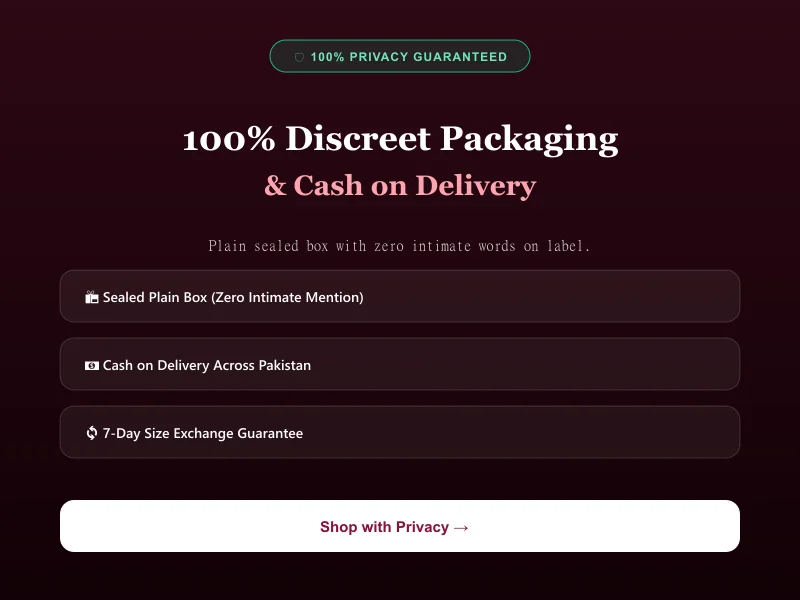 100% PRIVACY GUARANTEED
100% Discreet Packaging
& Cash on Delivery
Plain sealed box with zero intimate words on label.
Sealed Plain Box (Zero Intimate Mention)
Cash on Delivery Across Pakistan
7-Day Size Exchange Guarantee
Shop with Privacy →